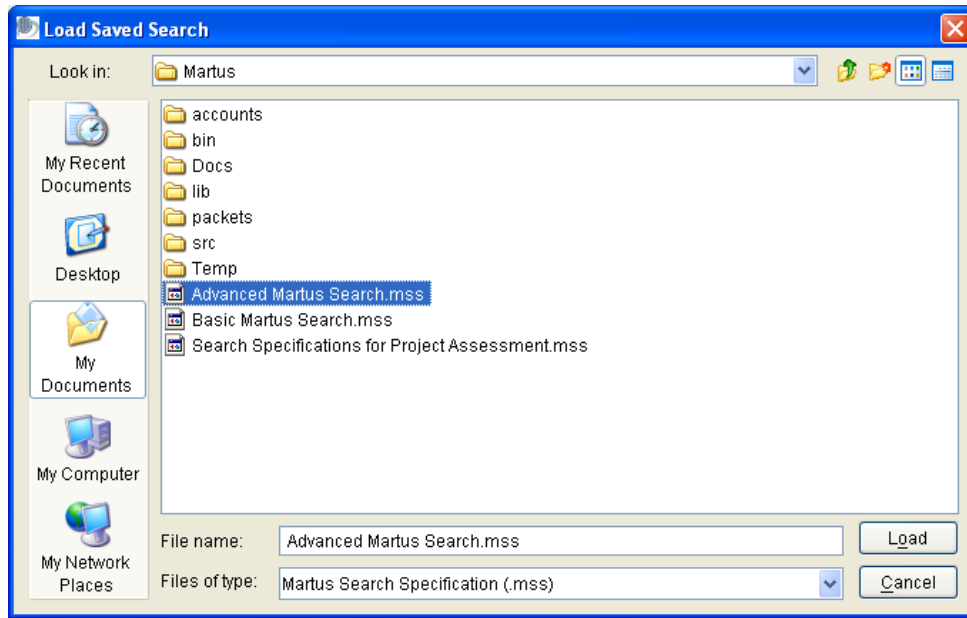 Load Saved Search
Look in:
Martus
My Recent
Documents
Desktop
My
Documents
My Computer
My Network
Places
accounts
bin
Docs
lib
packets
src
Temp
Advanced Martus Search.mss
Basic Martus Search.mss
Search Specifications for Project Assessment.mss
File name:
Advanced Martus Search.mss
Load
Files of type:
Martus Search Specification (.mss)
Cancel